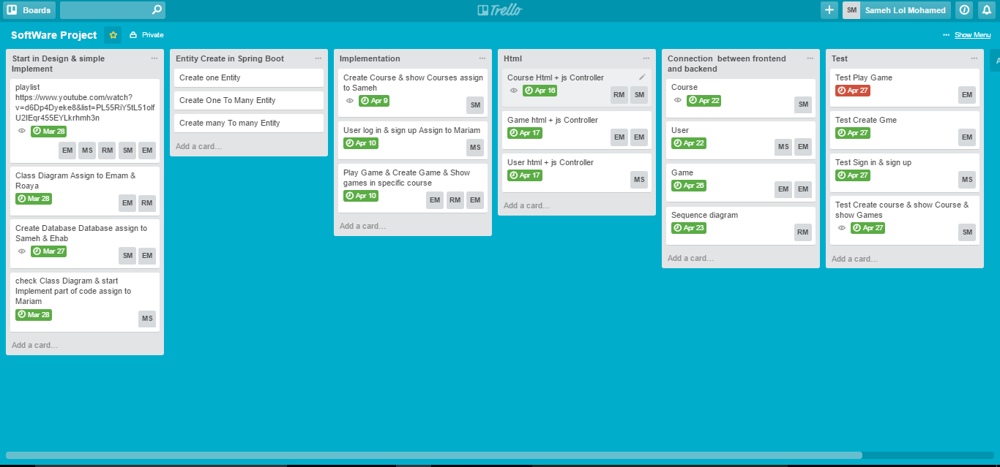 Boards
Trello
SM Sameh Lol Mohamed
SoftWare Project
Private
Show Menu
Start in Design & simple
Implement
playlist
https://www.youtube.com/watch?
v=d6Dp4Dyeke8&list=PL55RiY5tL51olf
U2IEqr455EYLkrhmh3n
Mar 28
EM MS RM SM EM
Class Diagram Assign to Emam &
Roaya
Mar 28
EM RM
Create Database Database assign to
Sameh & Ehab
Mar 27
SM EM
check Class Diagram & start
Implement part of code assign to
Mariam
Mar 28
MS
Add a card...
Entity Create in Spring Boot
Create one Entity
Create One To Many Entity
Create many To many Entity
Add a card...
Implementation
Create Course & show Courses assign
to Sameh
Apr 9
SM
User log in & sign up Assign to Mariam
Apr 10
MS
Play Game & Create Game & Show
games in specific course
Apr 10
EM RM EM
Add a card...
Html
Course Html + js Controller
Apr 16
RM SM
Game html + js Controller
Apr 17
EM EM
User html + js Controller
Apr 17
MS
Add a card...
Connection between frontend
and backend
Course
Apr 22
SM
User
Apr 22
MS EM
Game
Apr 26
EM EM
Sequence diagram
Apr 23
RM
Add a card...
Test
Test Play Game
Apr 27
EM
Test Create Gme
Apr 27
EM
Test Sign in & sign up
Apr 27
MS
Test Create course & show Course &
show Games
Apr 27
SM
Add a card...
A